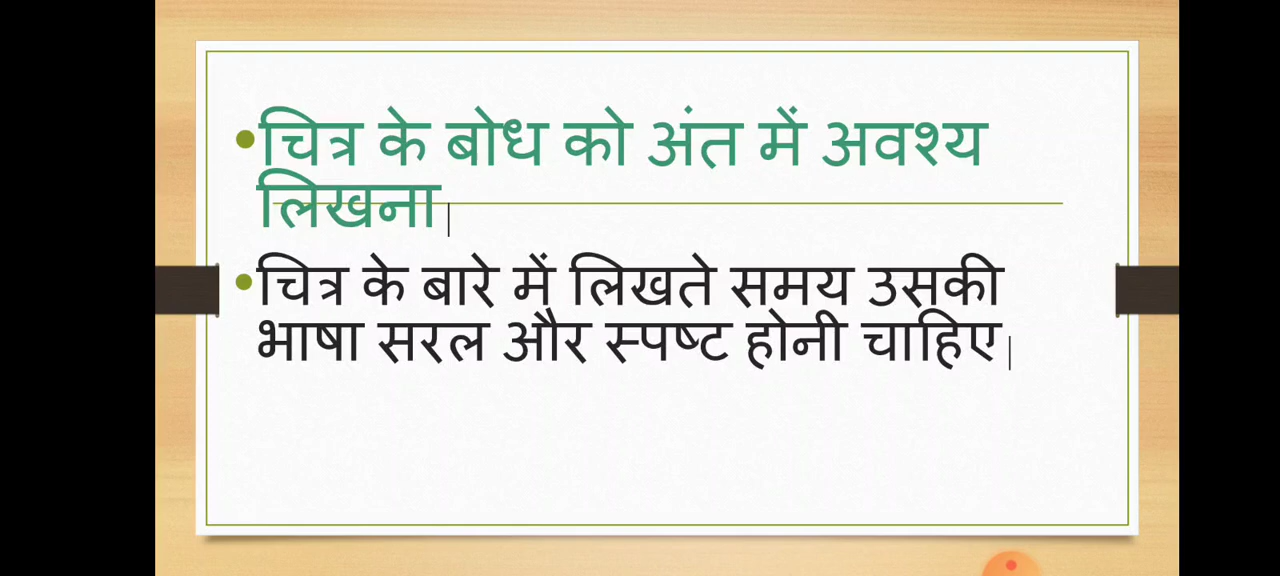 •चित्र के बोध को अंत में अवश्य
लिखना|
•चित्र के बारे में लिखते समय उसकी
भाषा सरल और स्पष्ट होनी चाहिए|